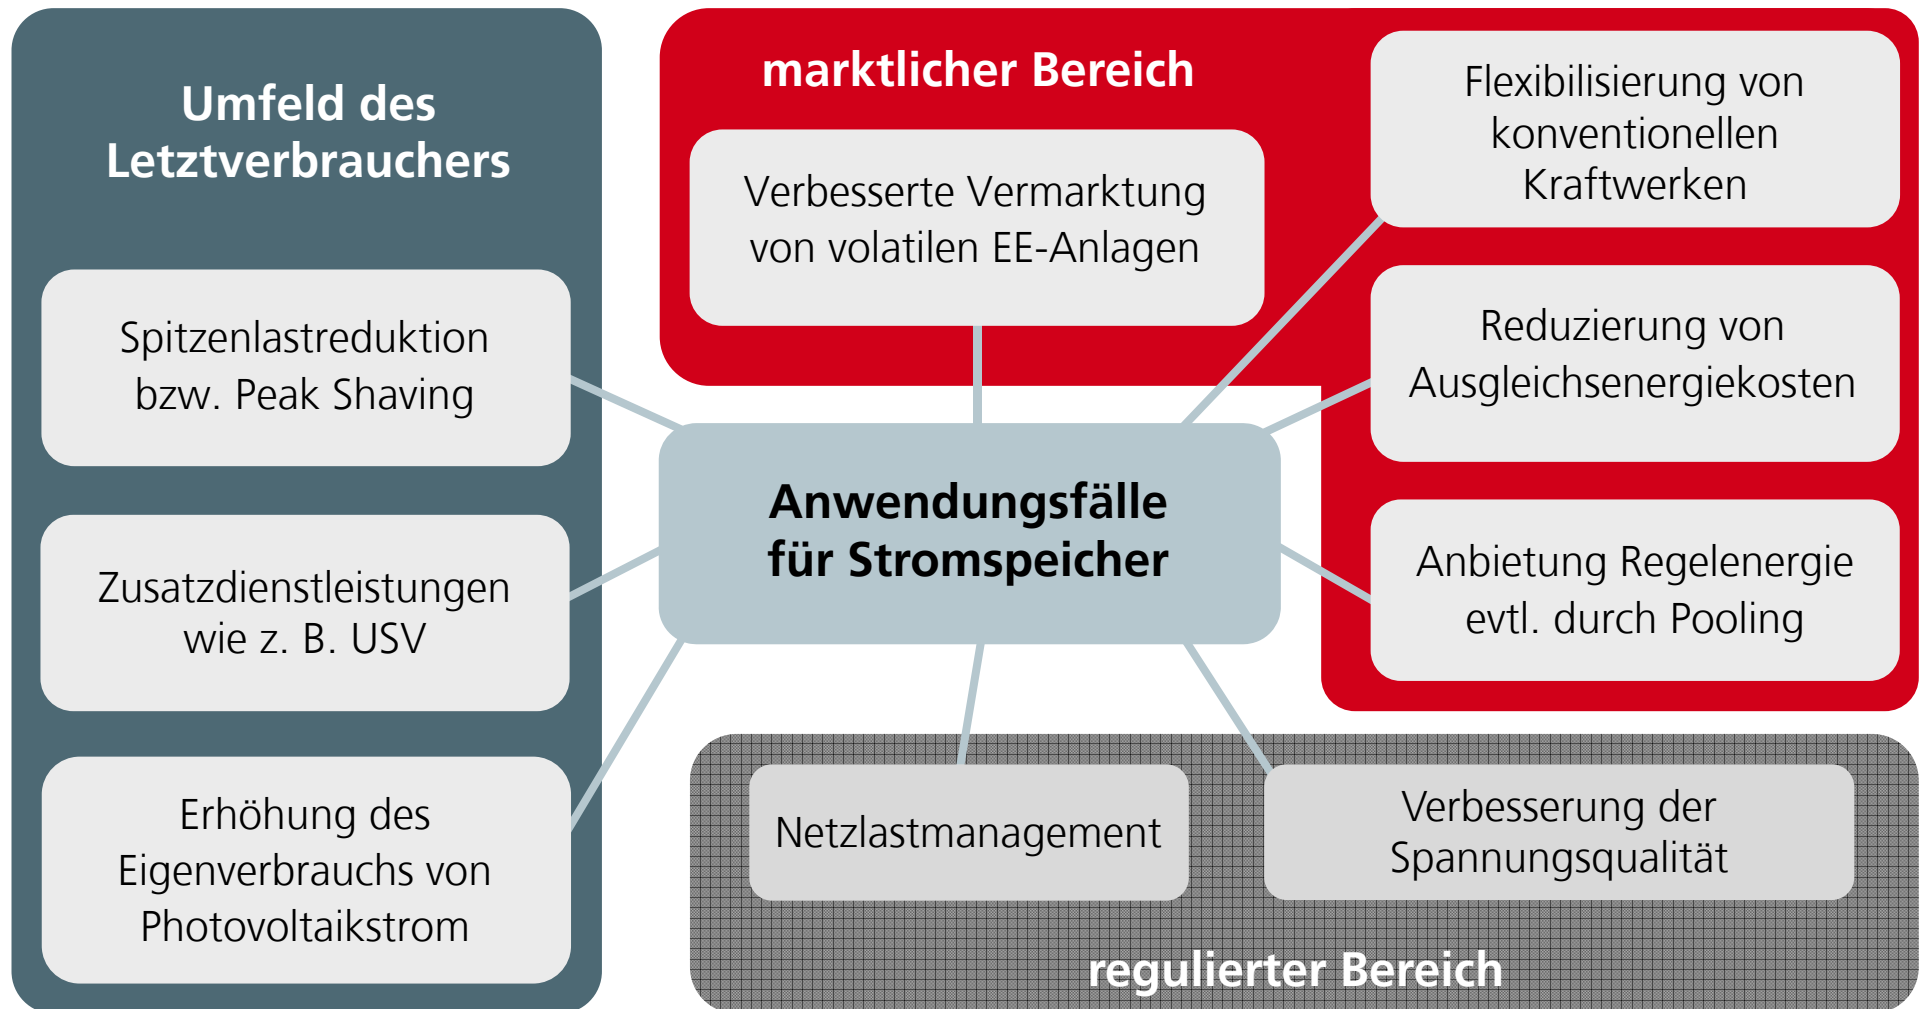 Umfeld des
Letztverbrauchers
Spitzenlastreduktion
bzw. Peak Shaving
Zusatzdienstleistungen
wie z. B. USV
Erhöhung des
Eigenverbrauchs von
Photovoltaikstrom
marktlicher Bereich
Verbesserte Vermarktung
von volatilen EE-Anlagen
Flexibilisierung von
konventionellen
Kraftwerken
Reduzierung von
Ausgleichsenergiekosten
Anbietung Regelenergie
evtl. durch Pooling
Anwendungsfälle
für Stromspeicher
Netzlastmanagement
Verbesserung der
Spannungsqualität
regulierter Bereich